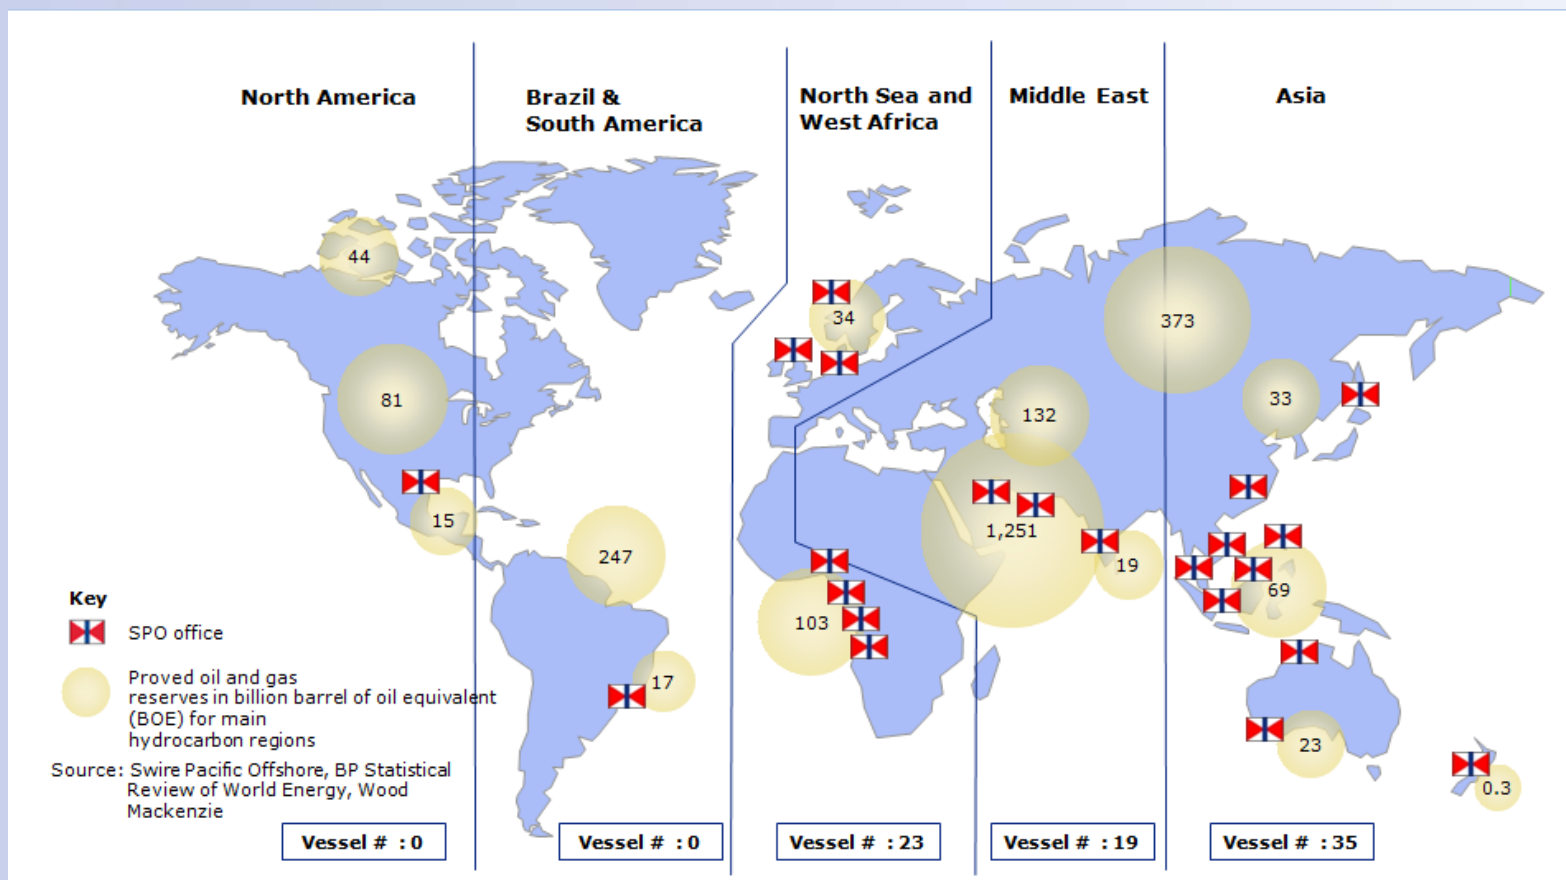 North America
Brazil &
South America
North Sea and
West Africa
Middle East
Asia
44
34
373
81
132
33
15
1,251
247
19
69
103
17
23
0.3
Key
SPO office
Proved oil and gas
reserves in billion barrel of oil equivalent
(BOE) for main
hydrocarbon regions
Source: Swire Pacific Offshore, BP Statistical
Review of World Energy, Wood
Mackenzie
Vessel # : 0
Vessel # : 0
Vessel # : 23
Vessel # : 19
Vessel # : 35